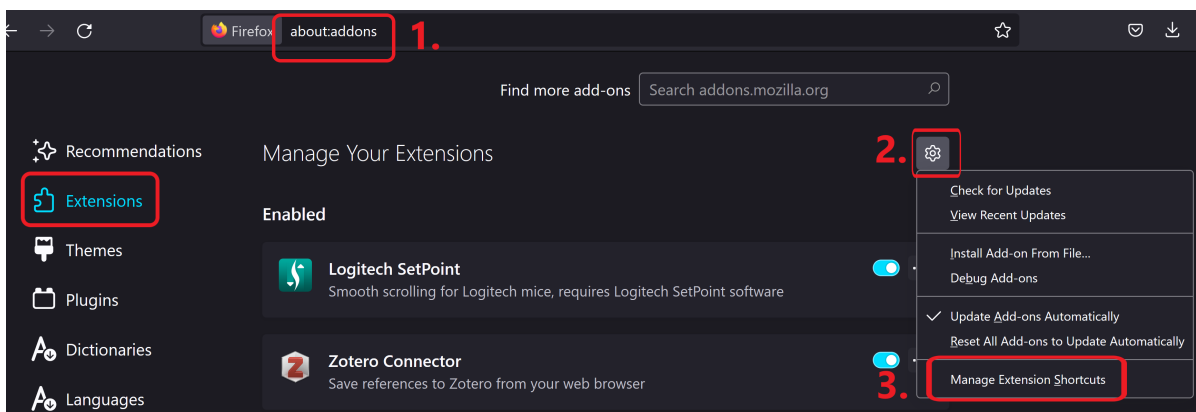 Firefox about:addons 1.
Find more add-ons Search addons.mozilla.org
Recommendations
Extensions
Themes
Plugins
Dictionaries
Languages
Manage Your Extensions 2.
Enabled
Logitech SetPoint
Smooth scrolling for Logitech mice, requires Logitech SetPoint software
Zotero Connector
Save references to Zotero from your web browser
Check for Updates
View Recent Updates
Install Add-on From File...
Debug Add-ons
Update Add-ons Automatically
Reset All Add-ons to Update Automatically
3. Manage Extension Shortcuts